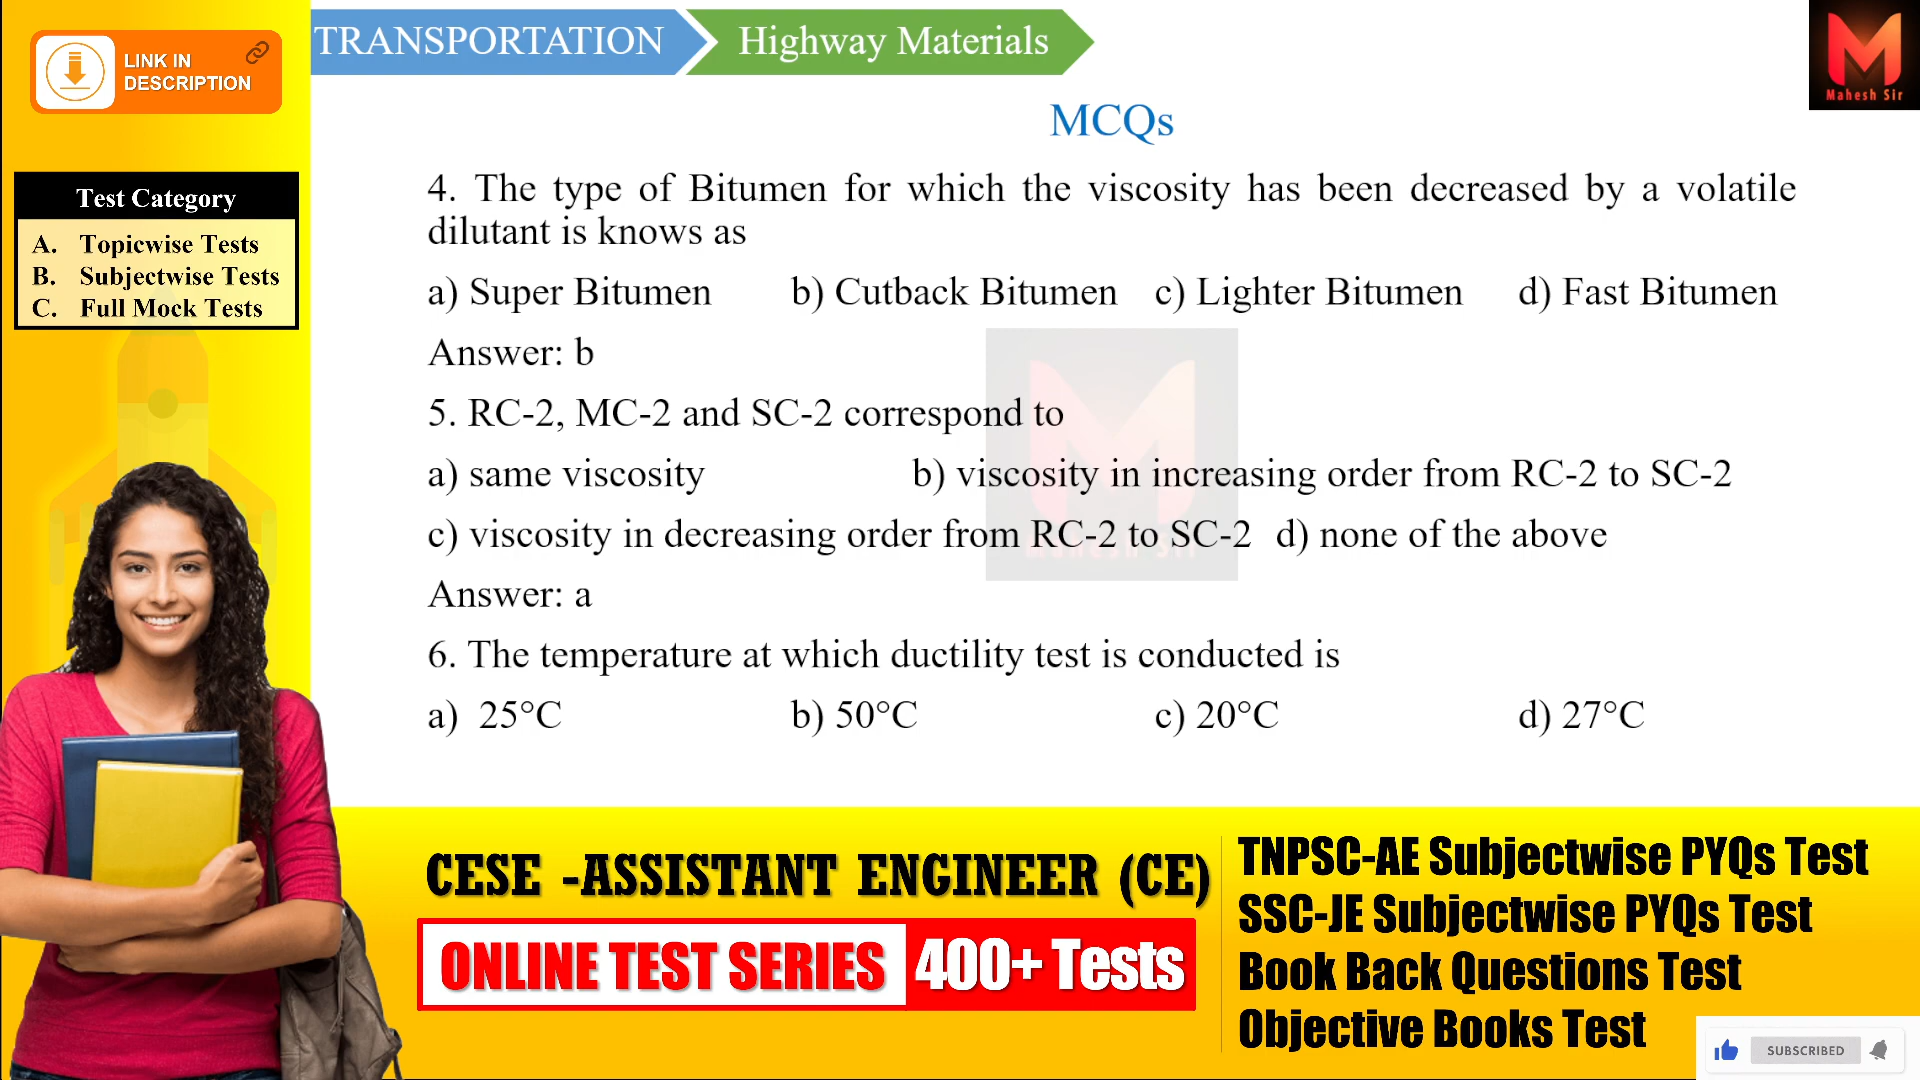 LINK IN
DESCRIPTION
TRANSPORTATION
Highway Materials
Mahesh Sir
Test Category
A. Topicwise Tests
B. Subjectwise Tests
C. Full Mock Tests
MCQs
4. The type of Bitumen for which the viscosity has been decreased by a volatile
dilutant is knows as
a) Super Bitumen b) Cutback Bitumen c) Lighter Bitumen d) Fast Bitumen
Answer: b
5. RC-2, MC-2 and SC-2 correspond to
a) same viscosity b) viscosity in increasing order from RC-2 to SC-2
c) viscosity in decreasing order from RC-2 to SC-2 d) none of the above
Mahesh Sir
Answer: a
6. The temperature at which ductility test is conducted is
a) 25°C b) 50°C c) 20°C d) 27°C
CESE -ASSISTANT ENGINEER (CE)
ONLINE TEST SERIES 400+ Tests
TNPSC-AE Subjectwise PYQs Test
SSC-JE Subjectwise PYQs Test
Book Back Questions Test
Objective Books Test
SUBSCRIBED